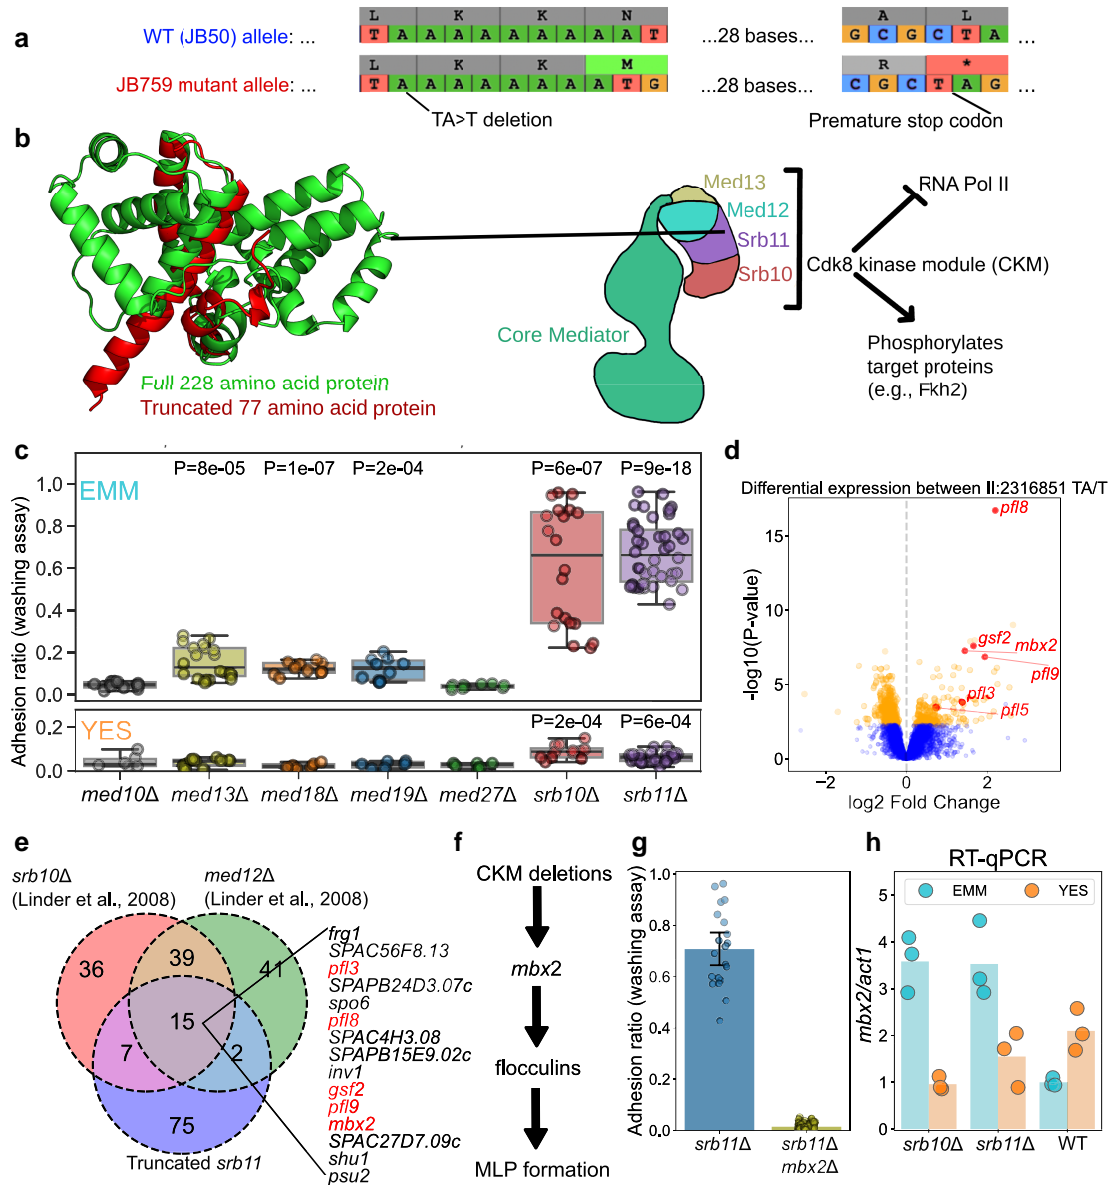 a
L K K N
A L
WT (JB50) allele: ...
T A A A A A A A A A T
...28 bases...
G C G C T A
...
L K K M
R *
JB759 mutant allele: ...
T A A A A A A A A T G
...28 bases...
C G C T A G
...
TA>T deletion
Premature stop codon
b
Med13
Med12
Srb11
Srb10
Core Mediator
RNA Pol II
Cdk8 kinase module (CKM)
Phosphorylates
target proteins
(e.g., Fkh2)
Full 228 amino acid protein
Truncated 77 amino acid protein
c
P=8e-05 P=1e-07 P=2e-04 P=6e-07 P=9e-18
EMM
1.0
0.8
0.6
0.4
0.2
0.0
Adhesion ratio (washing assay)
YES
P=2e-04 P=6e-04
0.2
0.0
med10Δ med13Δ med18Δ med19Δ med27Δ srb10Δ srb11Δ
d
Differential expression between II:2316851 TA/T
pfl8
gsf2
mbx2
pfl9
pfl3
pfl5
15
10
5
0
-log10(P-value)
−2 0 2
log2 Fold Change
e
srb10Δ
(Linder et al., 2008)
med12Δ
(Linder et al., 2008)
36
39
41
15
7
2
75
Truncated srb11
frg1
SPAC56F8.13
pfl3
SPAPB24D3.07c
spo6
pfl8
SPAC4H3.08
SPAPB15E9.02c
inv1
gsf2
pfl9
mbx2
SPAC27D7.09c
shu1
psu2
f
CKM deletions
mbx2
flocculins
MLP formation
g
Adhesion ratio (washing assay)
1.0
0.8
0.6
0.4
0.2
0.0
srb11Δ
srb11Δ
mbx2Δ
h
RT-qPCR
EMM YES
5
4
3
2
1
0
mbx2/act1
srb10Δ srb11Δ WT